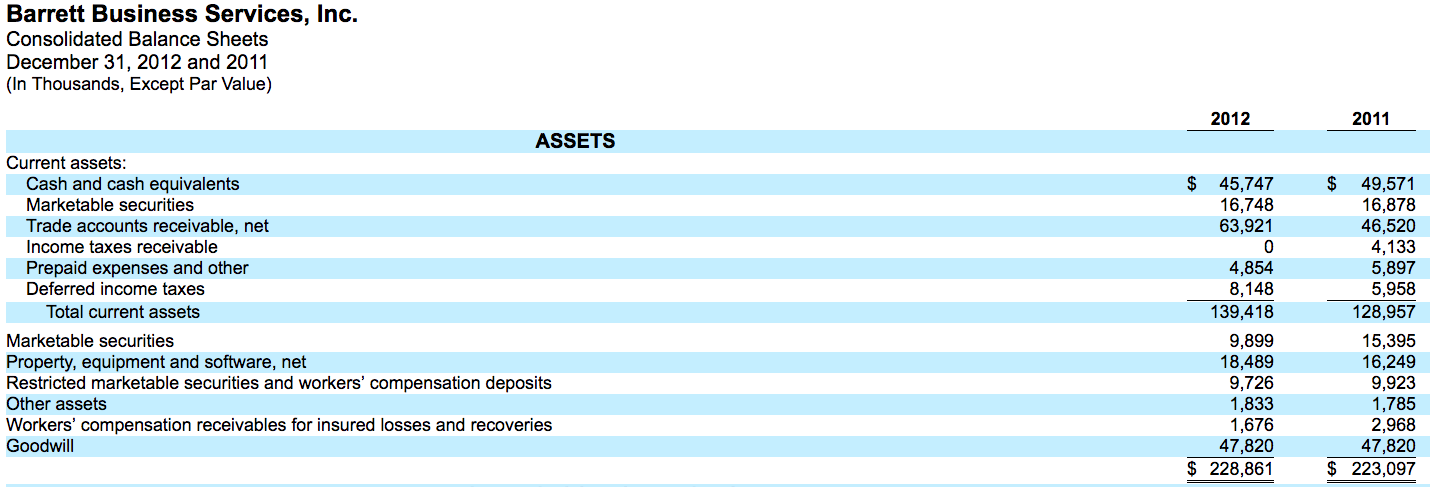 Barrett Business Services, Inc.
Consolidated Balance Sheets
December 31, 2012 and 2011
(In Thousands, Except Par Value)
2012 2011
ASSETS
Current assets:
Cash and cash equivalents $ 45,747 $ 49,571
Marketable securities 16,748 16,878
Trade accounts receivable, net 63,921 46,520
Income taxes receivable 0 4,133
Prepaid expenses and other 4,854 5,897
Deferred income taxes 8,148 5,958
Total current assets 139,418 128,957
Marketable securities 9,899 15,395
Property, equipment and software, net 18,489 16,249
Restricted marketable securities and workers’ compensation deposits 9,726 9,923
Other assets 1,833 1,785
Workers’ compensation receivables for insured losses and recoveries 1,676 2,968
Goodwill 47,820 47,820
$ 228,861 $ 223,097